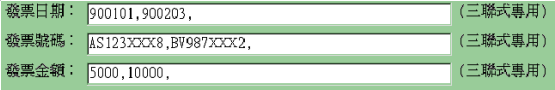 發票日期： 900101,900203, (三聯式專用)
發票號碼： AS123XXX8,BV987XXX2, (三聯式專用)
發票金額： 5000,10000, (三聯式專用)